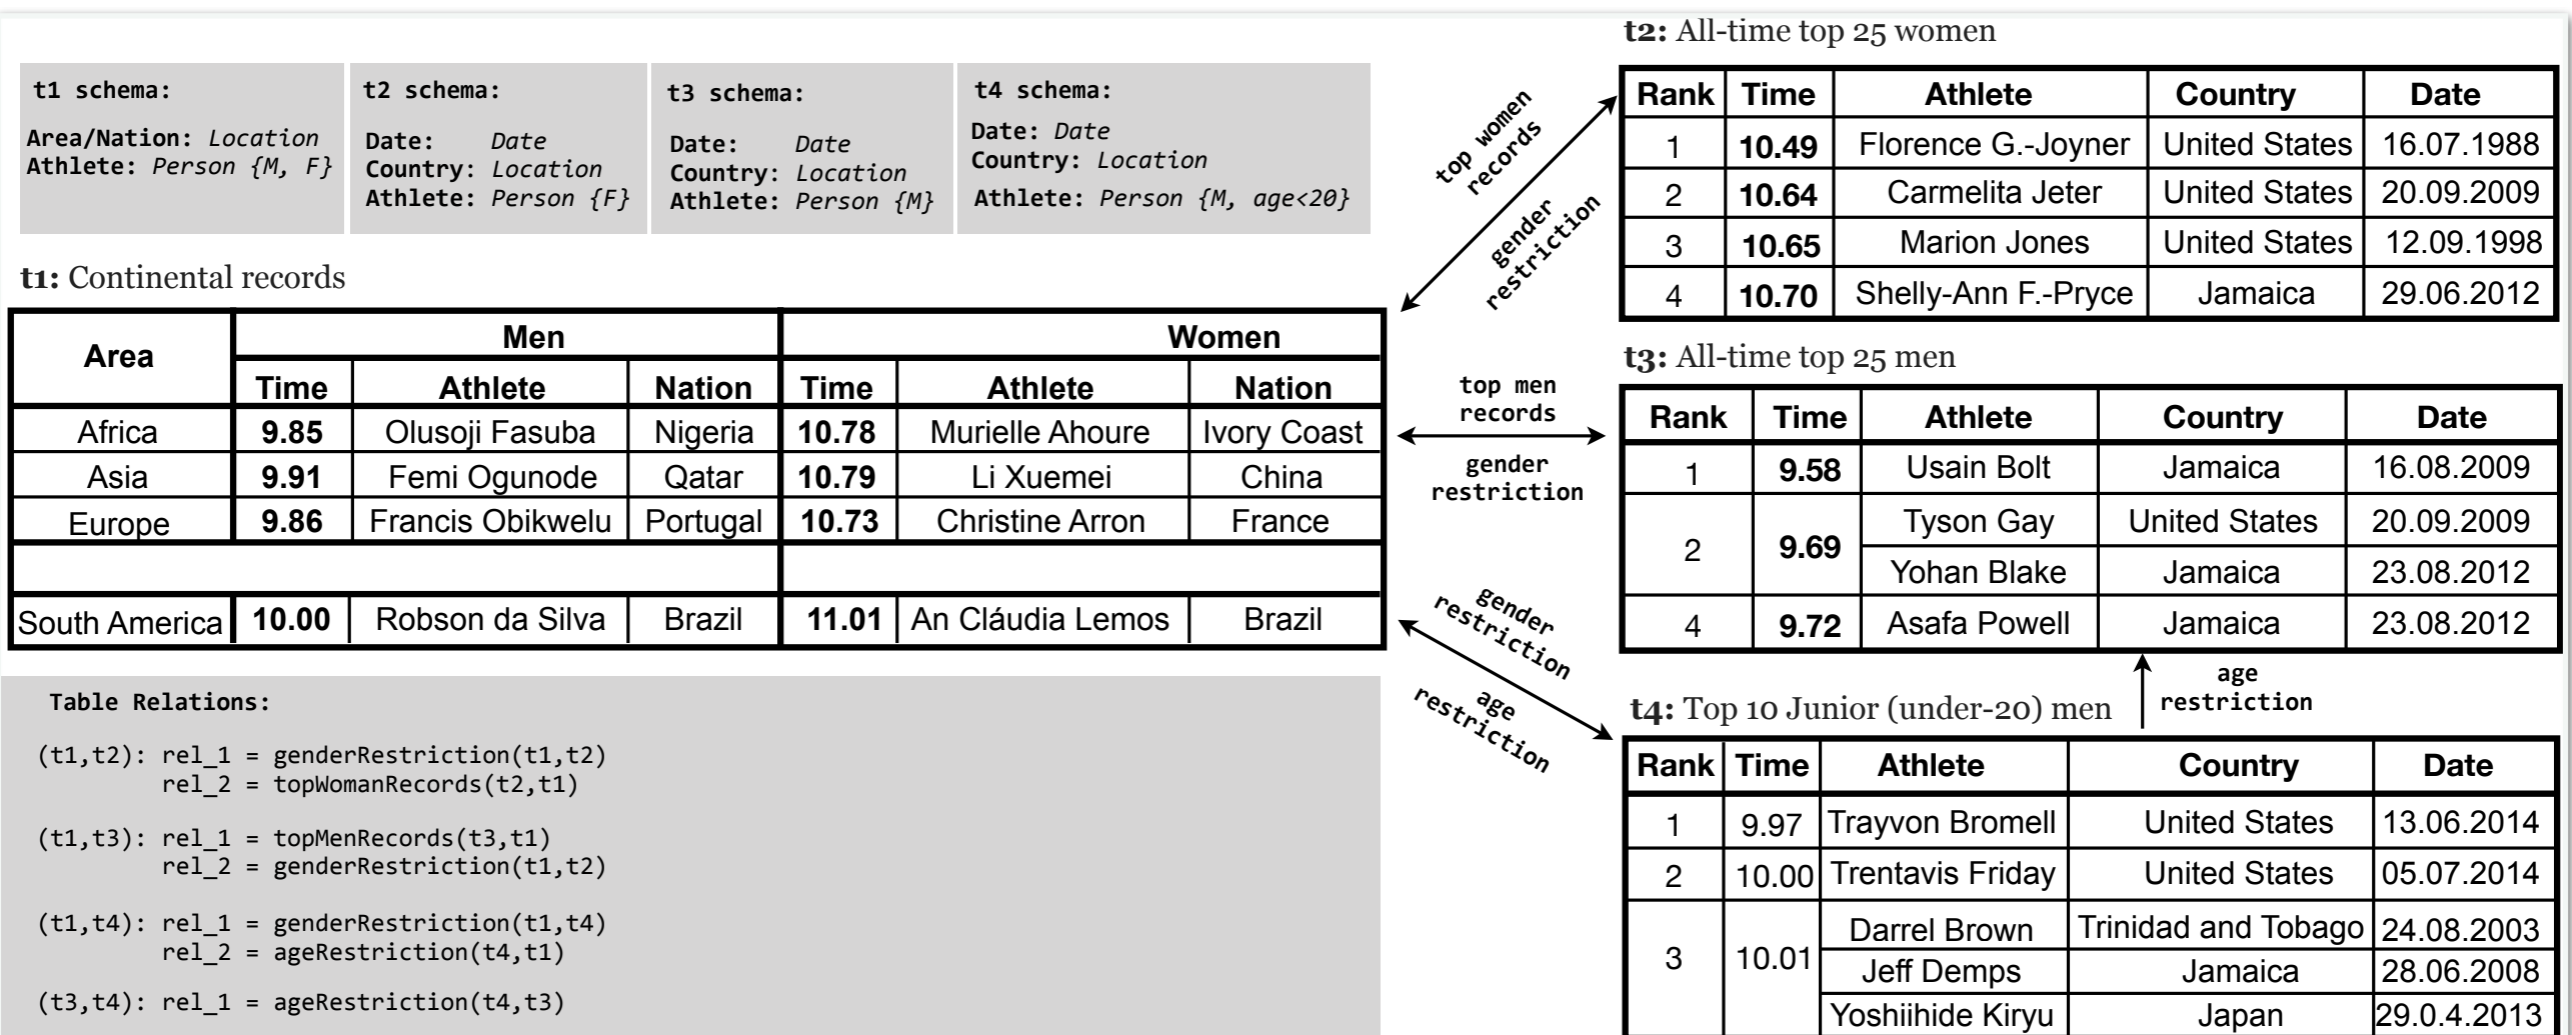 t2: All-time top 25 women
t1 schema:
Area/Nation: Location
Athlete: Person {M, F}
t2 schema:
Date: Date
Country: Location
Athlete: Person {F}
t3 schema:
Date: Date
Country: Location
Athlete: Person {M}
t4 schema:
Date: Date
Country: Location
Athlete: Person {M, age<20}
top women
records
gender
restriction
Rank Time Athlete Country Date
1 10.49 Florence G.-Joyner United States 16.07.1988
2 10.64 Carmelita Jeter United States 20.09.2009
3 10.65 Marion Jones United States 12.09.1998
4 10.70 Shelly-Ann F.-Pryce Jamaica 29.06.2012
t1: Continental records
Area Men Women
Time Athlete Nation Time Athlete Nation
Africa 9.85 Olusoji Fasuba Nigeria 10.78 Murielle Ahoure Ivory Coast
Asia 9.91 Femi Ogunode Qatar 10.79 Li Xuemei China
Europe 9.86 Francis Obikwelu Portugal 10.73 Christine Arron France
South America 10.00 Robson da Silva Brazil 11.01 An Cláudia Lemos Brazil
top men
records
gender
restriction
t3: All-time top 25 men
Rank Time Athlete Country Date
1 9.58 Usain Bolt Jamaica 16.08.2009
2 9.69 Tyson Gay United States 20.09.2009
Yohan Blake Jamaica 23.08.2012
4 9.72 Asafa Powell Jamaica 23.08.2012
gender
restriction
age
restriction
age
restriction
t4: Top 10 Junior (under-20) men
Rank Time Athlete Country Date
1 9.97 Trayvon Bromell United States 13.06.2014
2 10.00 Trentavis Friday United States 05.07.2014
3 10.01 Darrel Brown Trinidad and Tobago 24.08.2003
Jeff Demps Jamaica 28.06.2008
Yoshiihide Kiryu Japan 29.0.4.2013
Table Relations:
(t1,t2): rel_1 = genderRestriction(t1,t2)
rel_2 = topWomanRecords(t2,t1)
(t1,t3): rel_1 = topMenRecords(t3,t1)
rel_2 = genderRestriction(t1,t2)
(t1,t4): rel_1 = genderRestriction(t1,t4)
rel_2 = ageRestriction(t4,t1)
(t3,t4): rel_1 = ageRestriction(t4,t3)